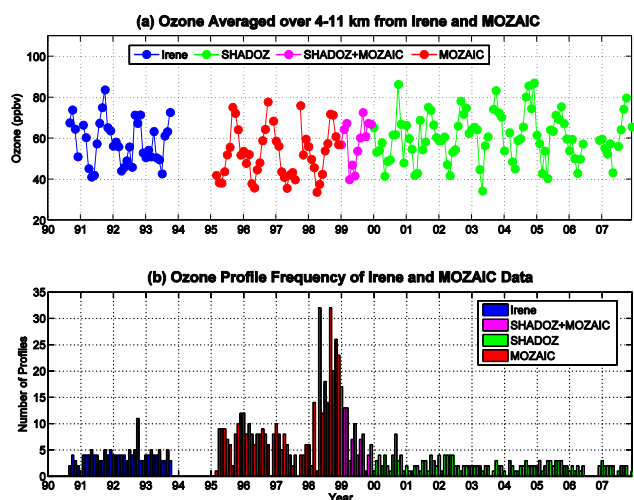 (a) Ozone Averaged over 4-11 km from Irene and MOZAIC
Irene SHADOZ SHADOZ+MOZAIC MOZAIC
Ozone (ppbv)
100
80
60
40
20
90 91 92 93 94 95 96 97 98 99 00 01 02 03 04 05 06 07
(b) Ozone Profile Frequency of Irene and MOZAIC Data
Irene
SHADOZ+MOZAIC
SHADOZ
MOZAIC
Number of Profiles
35
30
25
20
15
10
5
0
90 91 92 93 94 95 96 97 98 99 00 01 02 03 04 05 06 07
Year